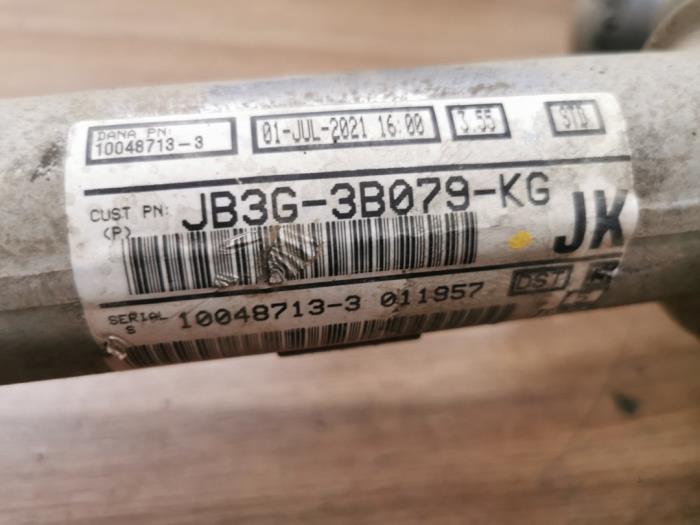 DANA PN: 
10048713-3
01-JUL-2021 16:00
3.55
STD
CUST PN: JB3G-3B079-KG
(P)
JK
SERIAL 10048713-3 011957
S
DST